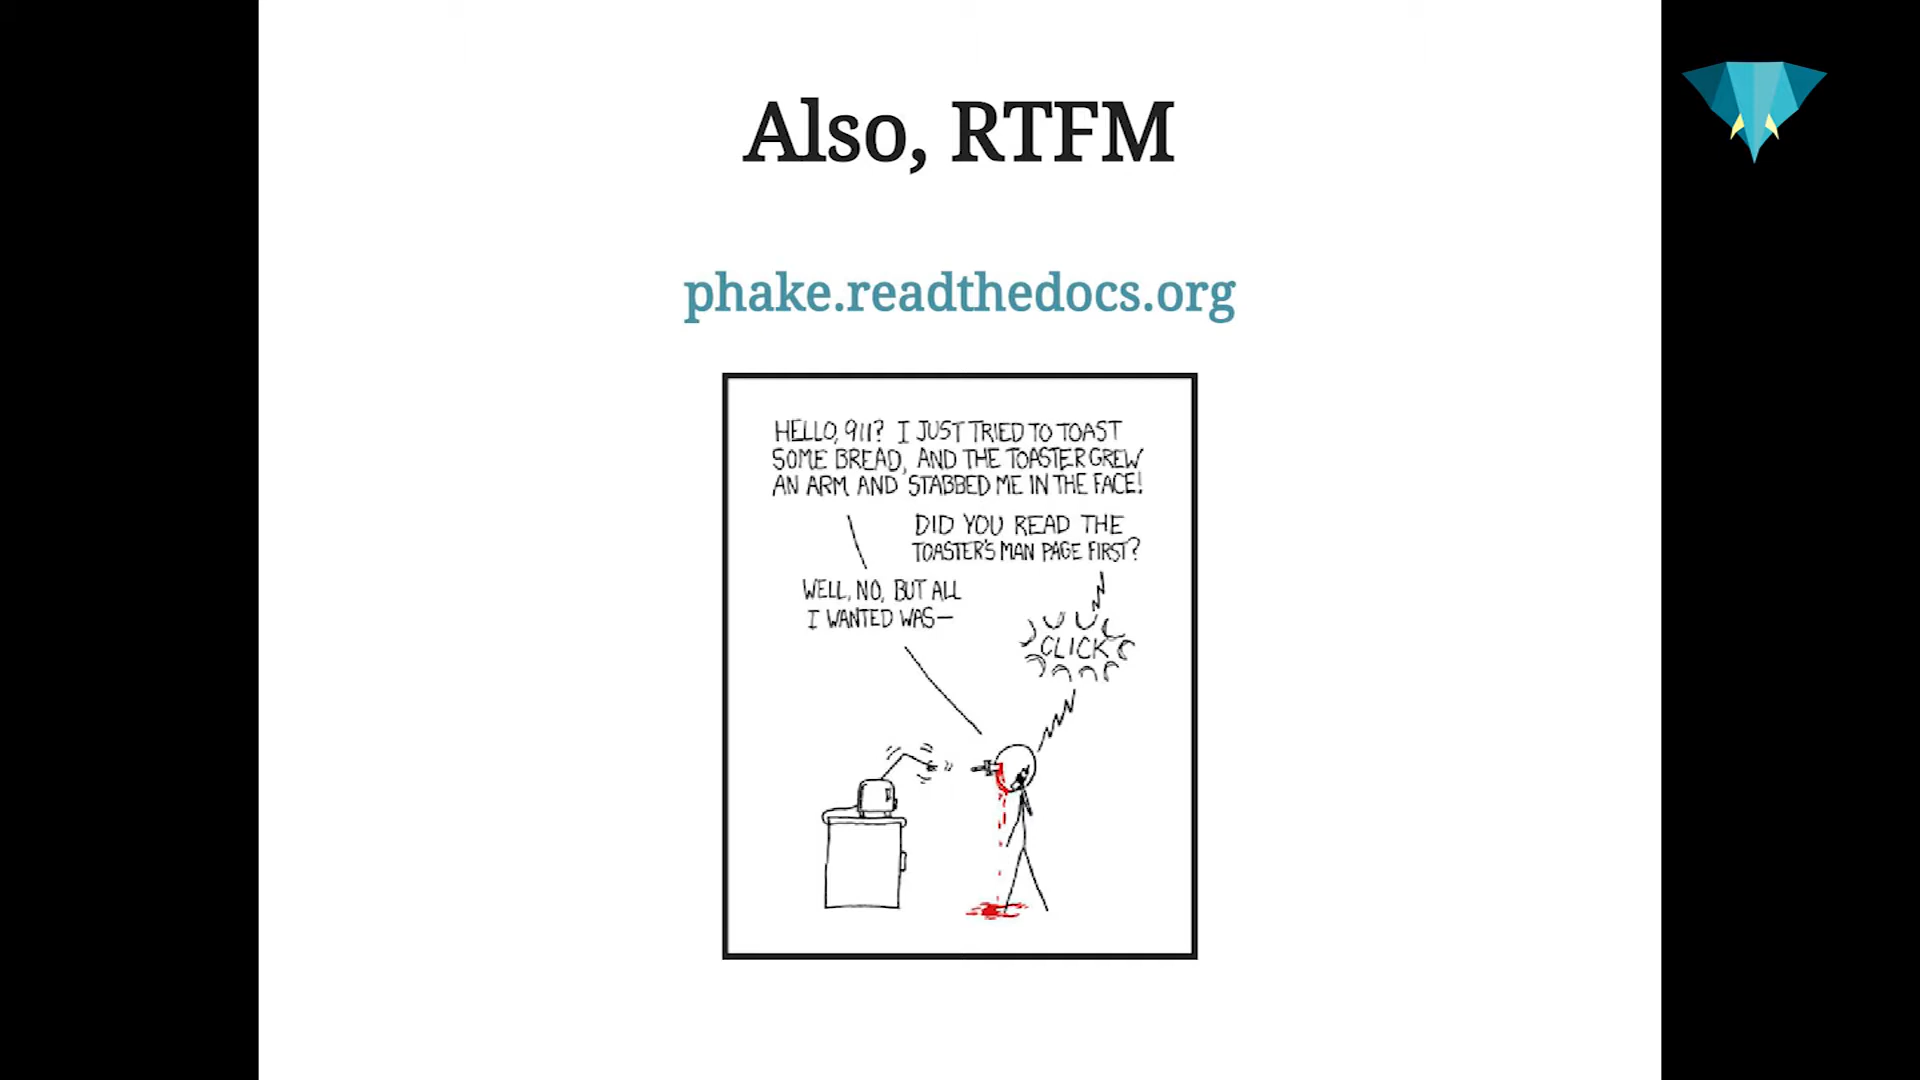 Also, RTFM
phake.readthedocs.org
HELLO, 911? I JUST TRIED TO TOAST
SOME BREAD, AND THE TOASTER GREW
AN ARM AND STABBED ME IN THE FACE!
DID YOU READ THE
TOASTER'S MAN PAGE FIRST?
WELL, NO, BUT ALL
I WANTED WAS—
CLICK